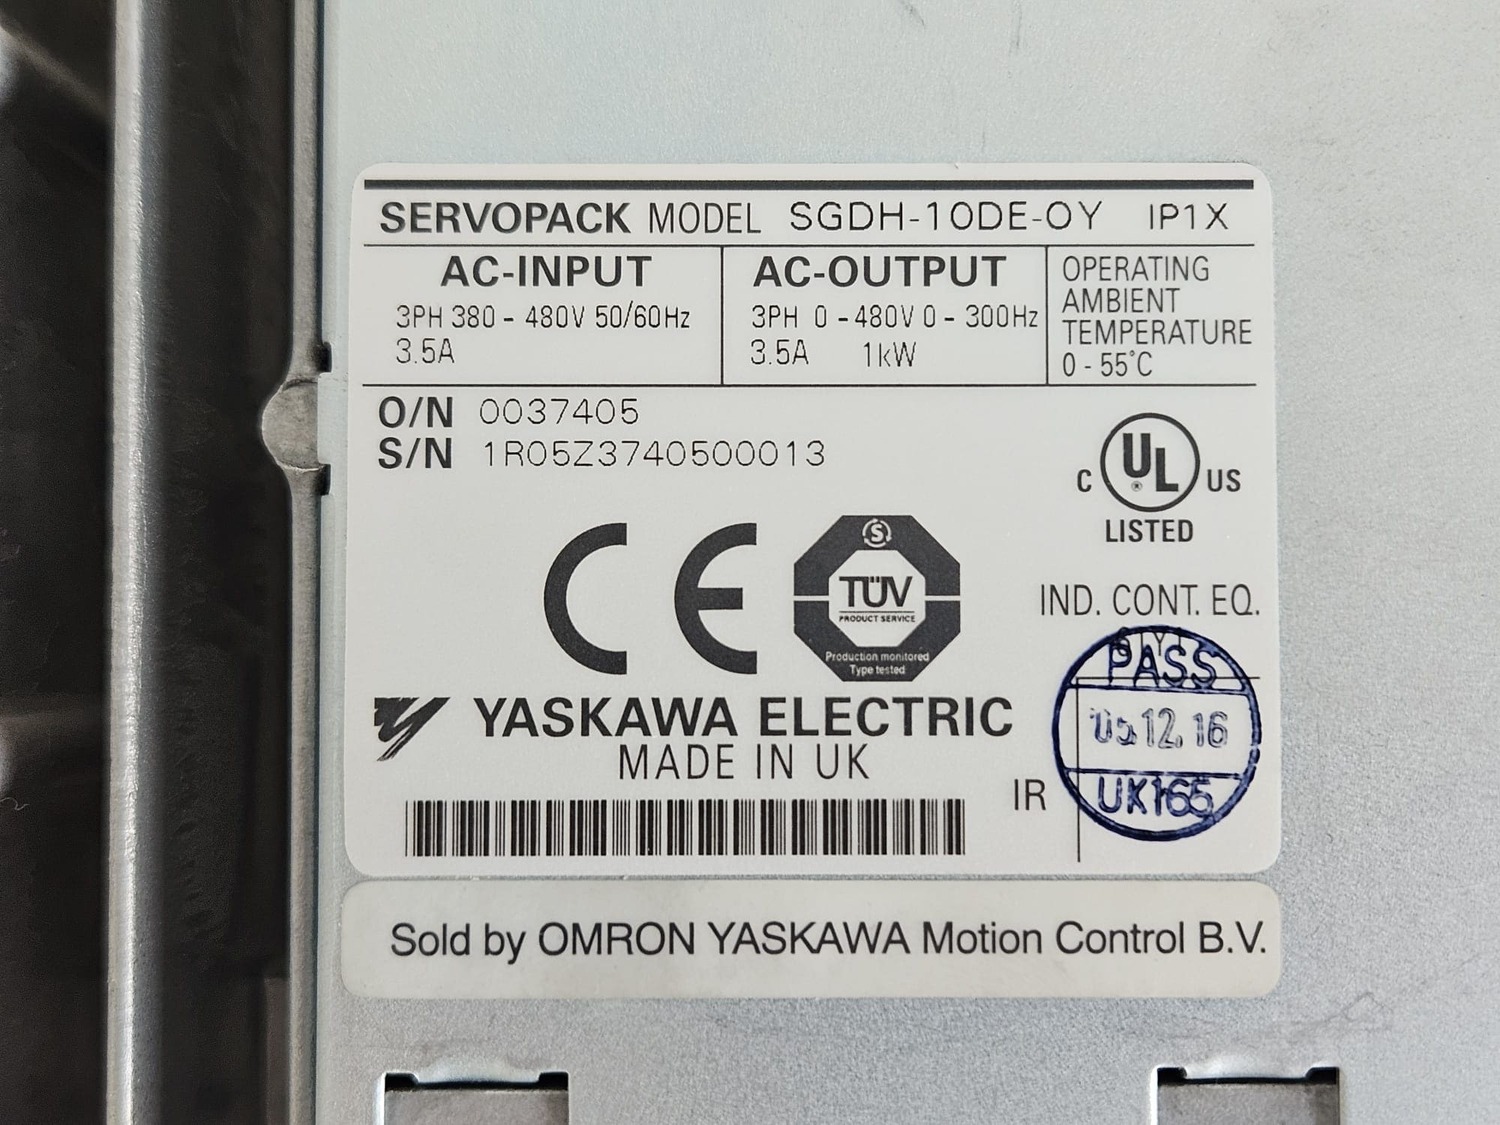 SERVOPACK MODEL SGDH-10DE-OY IP1X
AC-INPUT
3PH 380 - 480V 50/60Hz
3.5A
AC-OUTPUT
3PH 0 - 480V 0 - 300Hz
3.5A 1kW
OPERATING
AMBIENT
TEMPERATURE
0 - 55°C
O/N 0037405
S/N 1R05Z3740500013
C UL US
®
LISTED
IND. CONT. EQ.
CE
S
TÜV
PRODUCT SERVICE
Production monitored
Type tested
PASS
05.12.16
UK165
YASKAWA ELECTRIC
MADE IN UK
IR
Sold by OMRON YASKAWA Motion Control B.V.